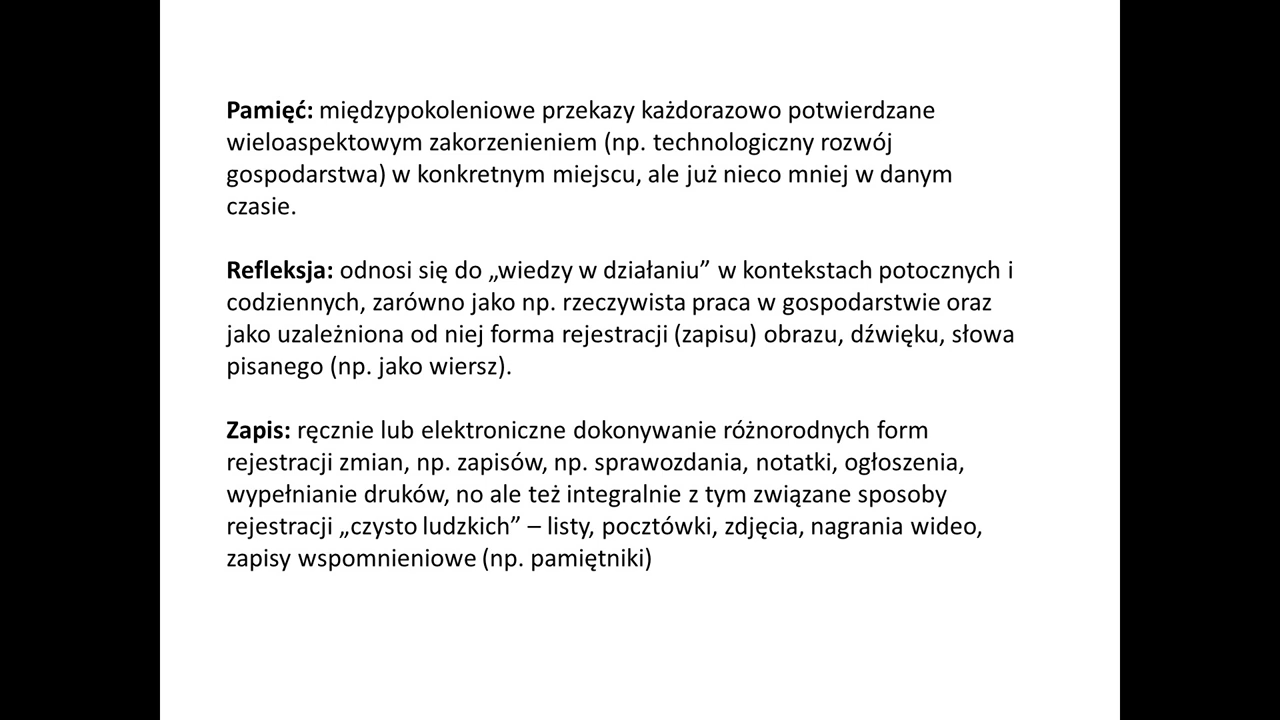 Pamięć: międzypokoleniowe przekazy każdorazowo potwierdzane
wieloaspektowym zakorzenieniem (np. technologiczny rozwój
gospodarstwa) w konkretnym miejscu, ale już nieco mniej w danym
czasie.
Refleksja: odnosi się do „wiedzy w działaniu” w kontekstach potocznych i
codziennych, zarówno jako np. rzeczywista praca w gospodarstwie oraz
jako uzależniona od niej forma rejestracji (zapisu) obrazu, dźwięku, słowa
pisanego (np. jako wiersz).
Zapis: ręcznie lub elektroniczne dokonywanie różnorodnych form
rejestracji zmian, np. zapisów, np. sprawozdania, notatki, ogłoszenia,
wypełnianie druków, no ale też integralnie z tym związane sposoby
rejestracji „czysto ludzkich” – listy, pocztówki, zdjęcia, nagrania wideo,
zapisy wspomnieniowe (np. pamiętniki)